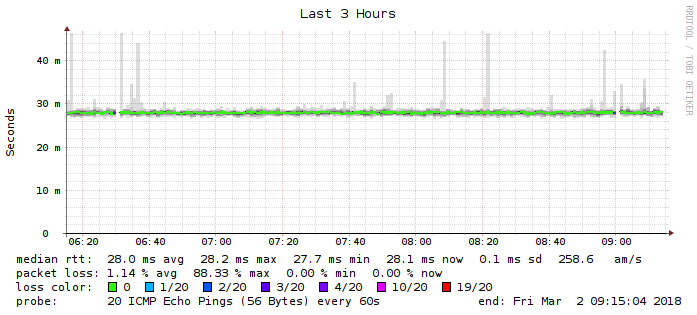 Last 3 Hours
RRDTOOL / TOBI OETIKER
Seconds
40 m
30 m
20 m
10 m
0
06:20 06:40 07:00 07:20 07:40 08:00 08:20 08:40 09:00
median rtt: 28.0 ms avg 28.2 ms max 27.7 ms min 28.1 ms now 0.1 ms sd 258.6 am/s
packet loss: 1.14 % avg 88.33 % max 0.00 % min 0.00 % now
loss color: 0 1/20 2/20 3/20 4/20 10/20 19/20
probe: 20 ICMP Echo Pings (56 Bytes) every 60s end: Fri Mar 2 09:15:04 2018